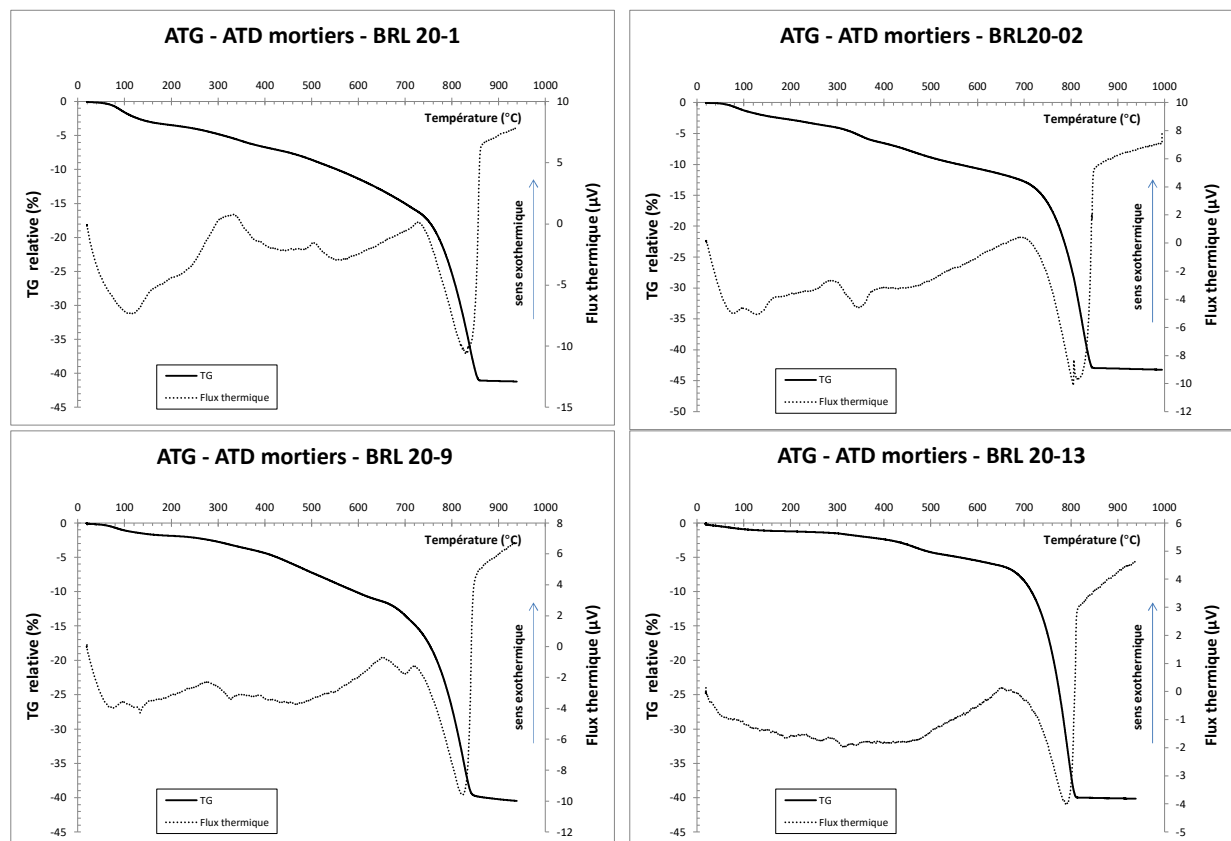 ATG - ATD mortiers - BRL 20-1
0 100 200 300 400 500 600 700 800 900 1000
Température (°C)
0
-5
-10
-15
-20
-25
-30
-35
-40
-45
TG relative (%)
10
5
0
-5
-10
-15
Flux thermique (µV)
sens exothermique
TG
Flux thermique
ATG - ATD mortiers - BRL20-02
0 100 200 300 400 500 600 700 800 900 1000
Température (°C)
0
-5
-10
-15
-20
-25
-30
-35
-40
-45
-50
TG relative (%)
10
8
6
4
2
0
-2
-4
-6
-8
-10
-12
Flux thermique (µV)
sens exothermique
TG
Flux thermique
ATG - ATD mortiers - BRL 20-9
0 100 200 300 400 500 600 700 800 900 1000
Température (°C)
0
-5
-10
-15
-20
-25
-30
-35
-40
-45
TG relative (%)
8
6
4
2
0
-2
-4
-6
-8
-10
-12
Flux thermique (µV)
sens exothermique
TG
Flux thermique
ATG - ATD mortiers - BRL 20-13
0 100 200 300 400 500 600 700 800 900 1000
Température (°C)
0
-5
-10
-15
-20
-25
-30
-35
-40
-45
TG relative (%)
6
5
4
3
2
1
0
-1
-2
-3
-4
-5
Flux thermique (µV)
sens exothermique
TG
Flux thermique